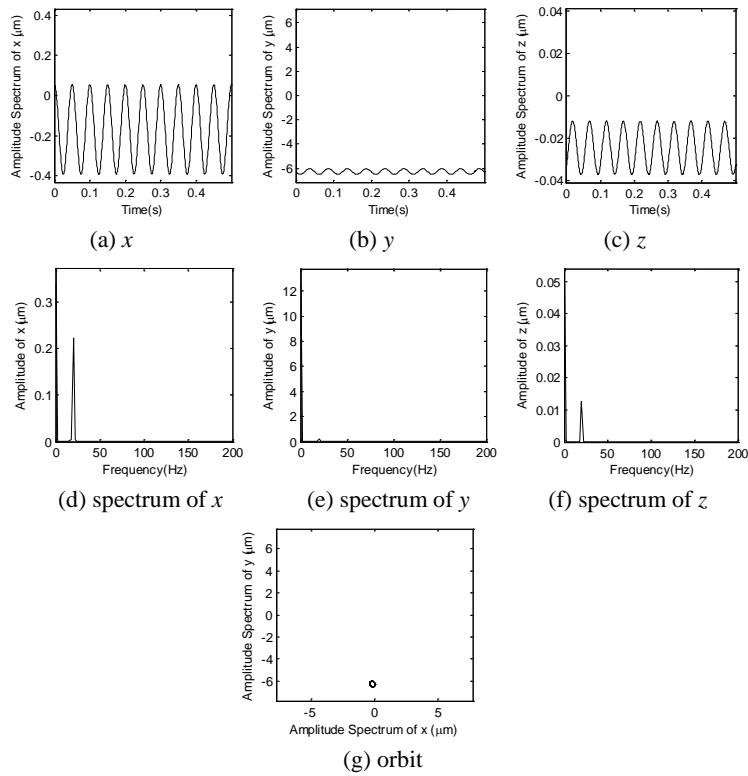 Amplitude Spectrum of x (μm)
0.4
0.2
0
-0.2
-0.4
0 0.1 0.2 0.3 0.4
Time(s)
(a) x
Amplitude Spectrum of y (μm)
6
4
2
0
-2
-4
-6
0 0.1 0.2 0.3 0.4
Time(s)
(b) y
Amplitude Spectrum of z (μm)
0.04
0.02
0
-0.02
-0.04
0 0.1 0.2 0.3 0.4
Time(s)
(c) z
Amplitude of x (μm)
0.3
0.2
0.1
0
0 50 100 150 200
Frequency(Hz)
(d) spectrum of x
Amplitude of y (μm)
12
10
8
6
4
2
0
0 50 100 150 200
Frequency(Hz)
(e) spectrum of y
Amplitude of z (μm)
0.05
0.04
0.03
0.02
0.01
0
0 50 100 150 200
Frequency(Hz)
(f) spectrum of z
Amplitude Spectrum of y (μm)
6
4
2
0
-2
-4
-6
-5 0 5
Amplitude Spectrum of x (μm)
(g) orbit